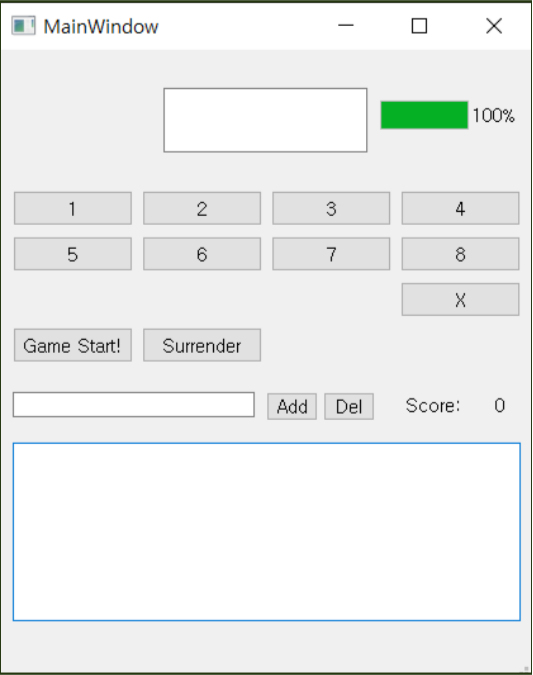 MainWindow
100%
1 2 3 4
5 6 7 8
X
Game Start! Surrender
Add Del Score: 0